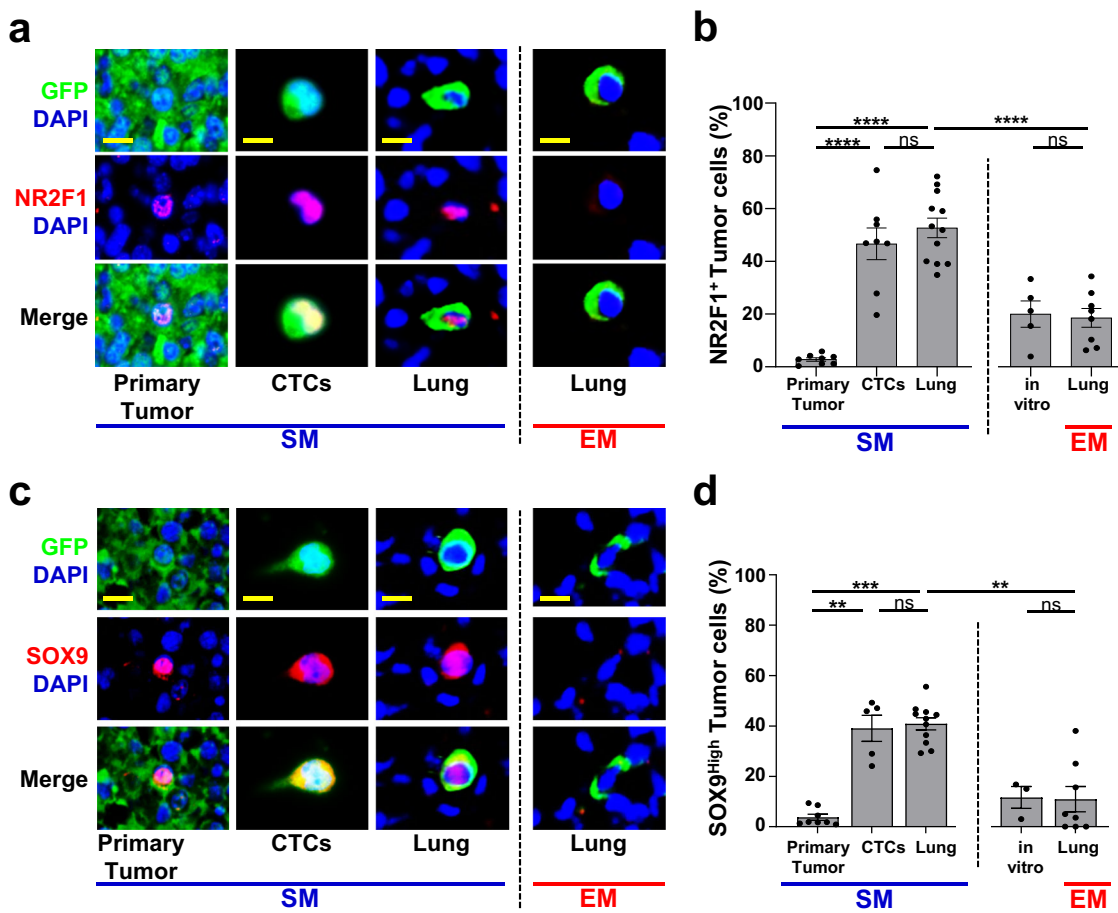 a
GFP
DAPI
NR2F1
DAPI
Merge
Primary
Tumor
CTCs
Lung
Lung
SM
EM
b
NR2F1⁺ Tumor cells (%)
100
80
60
40
20
0
****
****
ns
****
ns
Primary
Tumor
CTCs
Lung
in
vitro
Lung
SM
EM
c
GFP
DAPI
SOX9
DAPI
Merge
Primary
Tumor
CTCs
Lung
Lung
SM
EM
d
SOX9ᴴⁱᵍʰ Tumor cells (%)
100
80
60
40
20
0
***
**
ns
**
ns
Primary
Tumor
CTCs
Lung
in
vitro
Lung
SM
EM